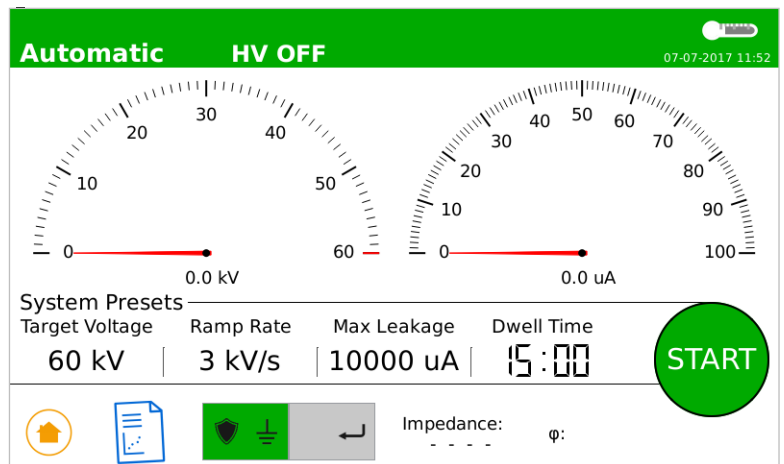 Automatic HV OFF
07-07-2017 11:52
0 10 20 30 40 50 60
0.0 kV
0 10 20 30 40 50 60 70 80 90 100
0.0 uA
System Presets
Target Voltage Ramp Rate Max Leakage Dwell Time
60 kV 3 kV/s 10000 uA 15:00
START
Impedance: φ:
- - - -